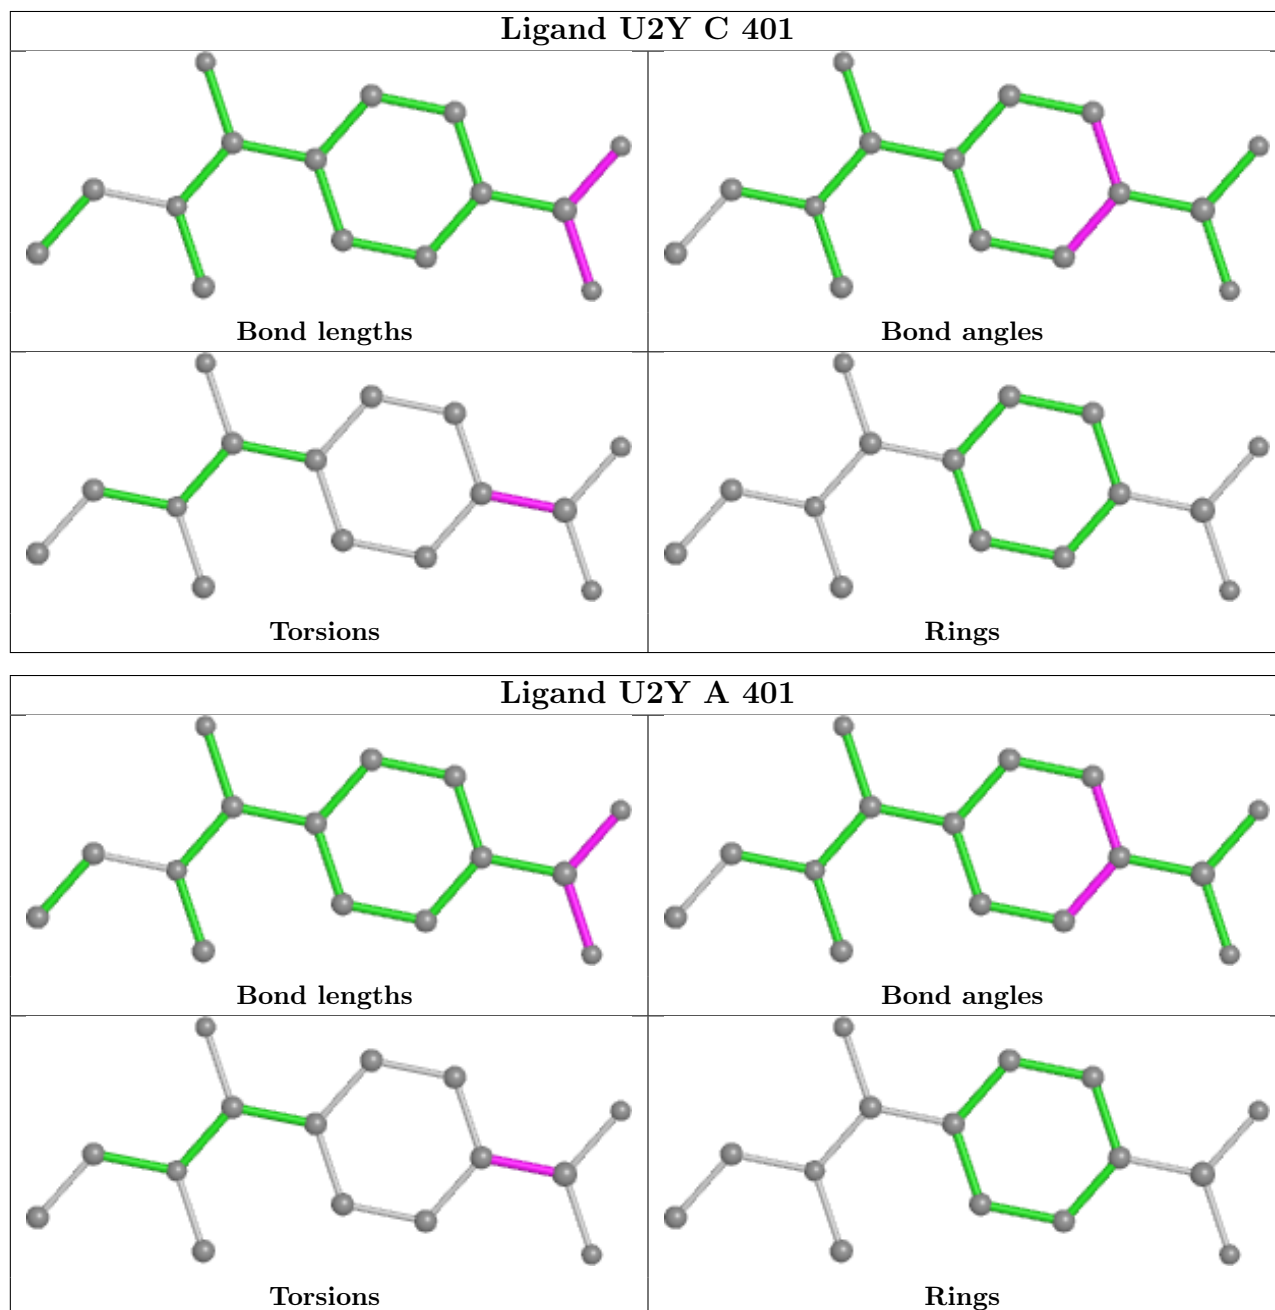 Ligand U2Y C 401
Bond lengths
Bond angles
Torsions
Rings
Ligand U2Y A 401
Bond lengths
Bond angles
Torsions
Rings